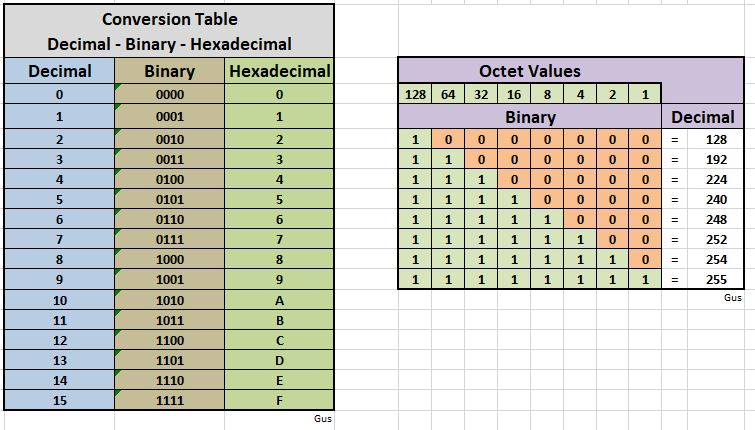 Conversion Table
Decimal - Binary - Hexadecimal
Decimal Binary Hexadecimal
0 0000 0
1 0001 1
2 0010 2
3 0011 3
4 0100 4
5 0101 5
6 0110 6
7 0111 7
8 1000 8
9 1001 9
10 1010 A
11 1011 B
12 1100 C
13 1101 D
14 1110 E
15 1111 F
Gus
Octet Values
128 64 32 16 8 4 2 1
Binary Decimal
1 0 0 0 0 0 0 0 = 128
1 1 0 0 0 0 0 0 = 192
1 1 1 0 0 0 0 0 = 224
1 1 1 1 0 0 0 0 = 240
1 1 1 1 1 0 0 0 = 248
1 1 1 1 1 1 0 0 = 252
1 1 1 1 1 1 1 0 = 254
1 1 1 1 1 1 1 1 = 255
Gus